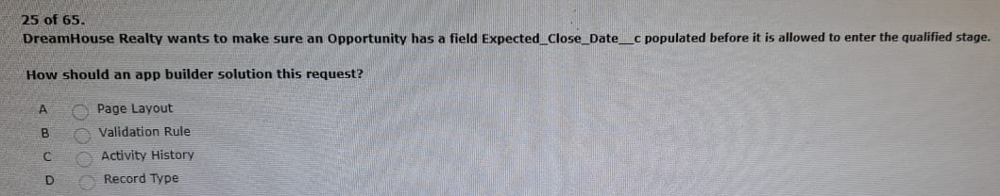 25 of 65.
DreamHouse Realty wants to make sure an Opportunity has a field Expected_Close_Date__c populated before it is allowed to enter the qualified stage.
How should an app builder solution this request?
A Page Layout
B Validation Rule
C Activity History
D Record Type